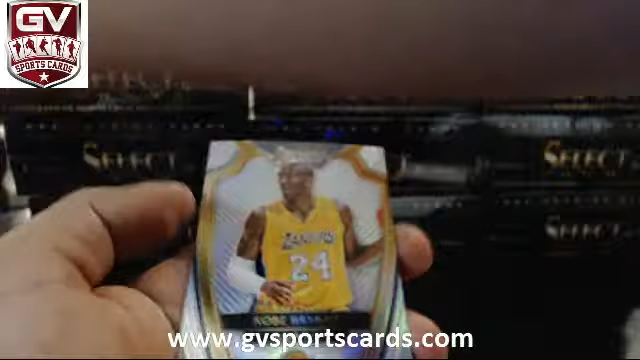 GV
SPORTS CARDS
SELECT
SELECT
LAKERS
24
KOBE BRYANT
www.gvsportscards.com